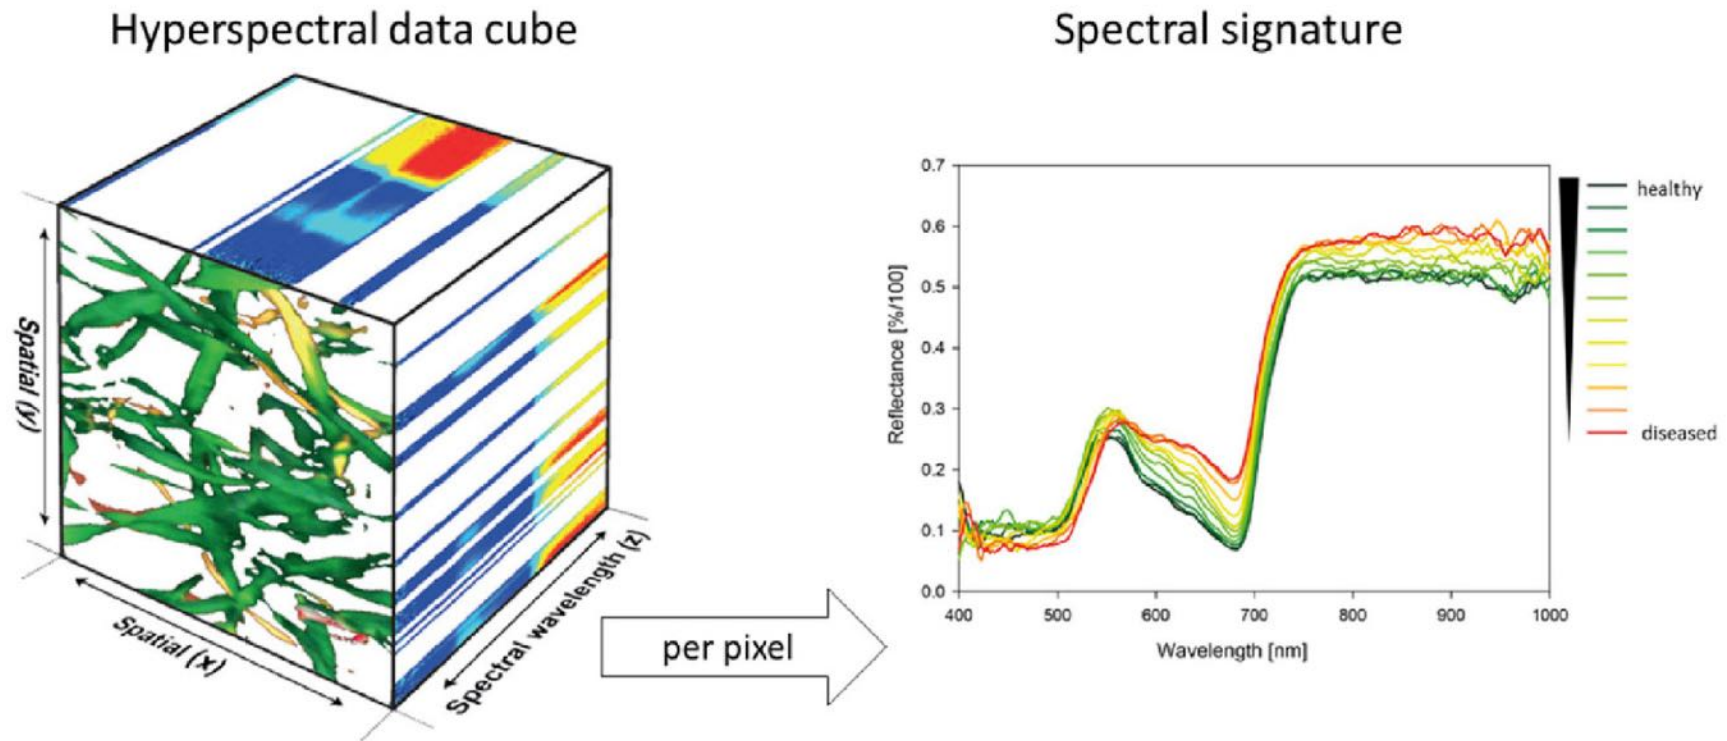 Hyperspectral data cube
Spatial (y)
Spatial (x)
Spectral wavelength (z)
per pixel
Spectral signature
Reflectance [%/100]
0.7
0.6
0.5
0.4
0.3
0.2
0.1
0.0
400 500 600 700 800 900 1000
Wavelength [nm]
healthy
diseased